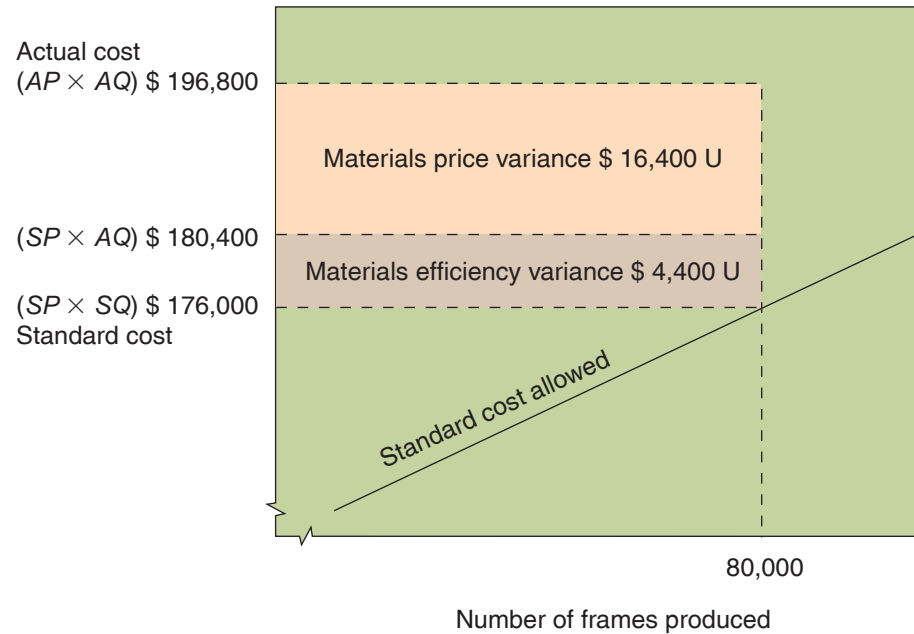 Actual cost
(AP × AQ) $ 196,800
Materials price variance $ 16,400 U
(SP × AQ) $ 180,400
Materials efficiency variance $ 4,400 U
(SP × SQ) $ 176,000
Standard cost
Standard cost allowed
80,000
Number of frames produced